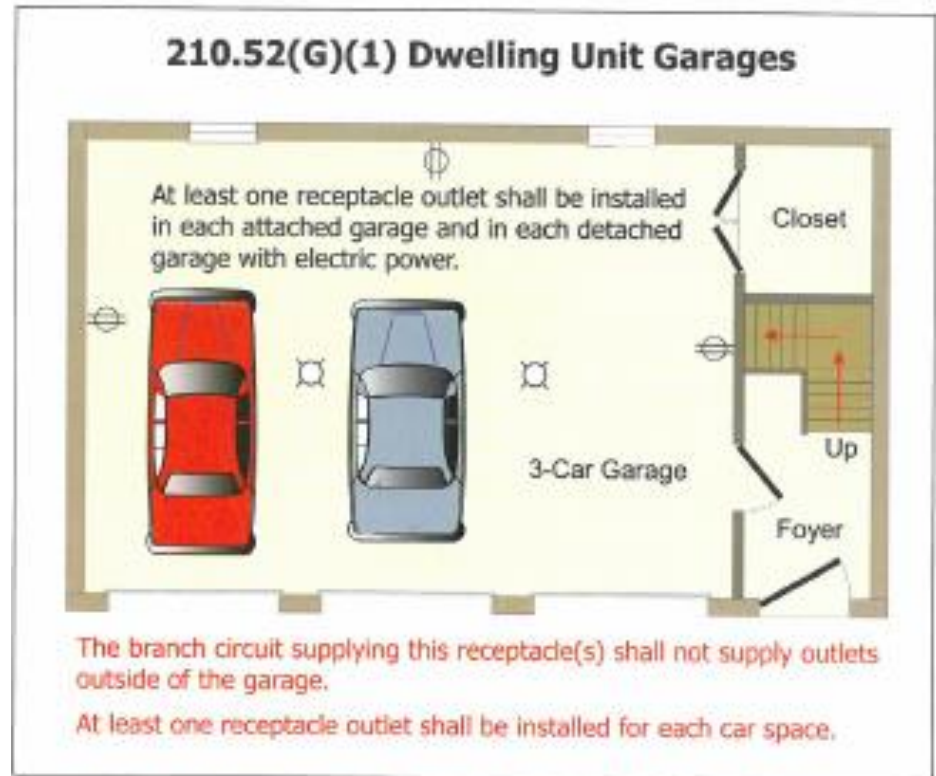 210.52(G)(1) Dwelling Unit Garages
At least one receptacle outlet shall be installed
in each attached garage and in each detached
garage with electric power.
Closet
3-Car Garage
Up
Foyer
The branch circuit supplying this receptacle(s) shall not supply outlets
outside of the garage.
At least one receptacle outlet shall be installed for each car space.